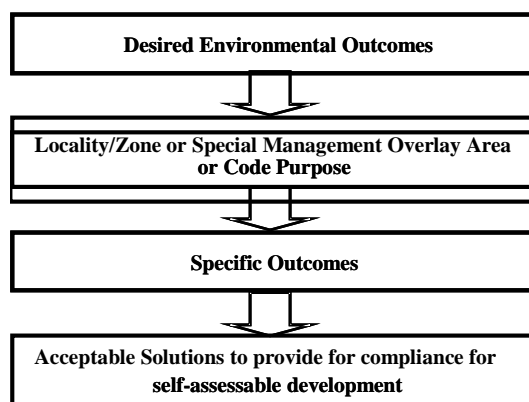 Desired Environmental Outcomes
Locality/Zone or Special Management Overlay Area
or Code Purpose
Specific Outcomes
Acceptable Solutions to provide for compliance for
self-assessable development